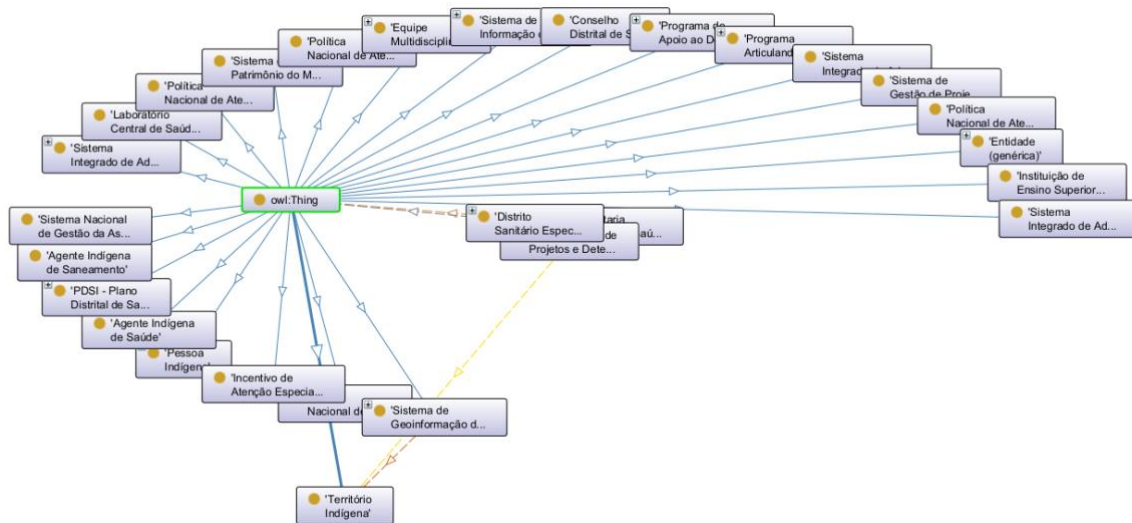 'Equipe
Multidisciplin
'Sistema de
Informação
'Conselho
Distrital de S
'Programa de
Apoio ao D
'Programa
Articuland
'Política
Nacional de Ate...
'Sistema
Patrimônio do M...
'Política
Nacional de Ate...
'Laboratório
Central de Saúd...
'Sistema
Integrado de Ad...
'Sistema
'Sistema de
Gestão de Proje
'Política
Nacional de Ate...
'Entidade
(genérica)'
'Instituição de
Ensino Superior...
'Sistema
Integrado de Ad...
owl:Thing
'Sistema Nacional
de Gestão da As...
'Distrito
Sanitário Espec...
Projetos e Dete...
'Agente Indígena
de Saneamento'
'PDSI - Plano
Distrital de Sa...
'Agente Indígena
de Saúde'
'Pessoa
Indígena'
'Incentivo de
Atenção Especia...
Nacional de
'Sistema de
Geoinformação d...
'Território
Indígena'